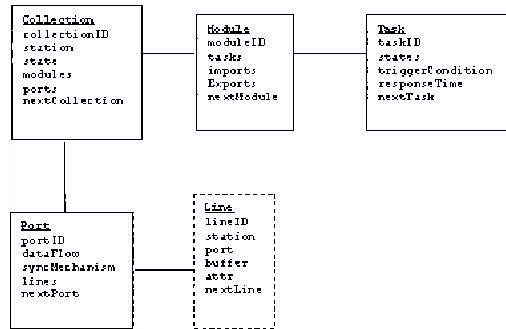 Collection
collectionID
station
state
modules
ports
nextCollection
Module
moduleID
tasks
imports
Exports
nextModule
Task
taskID
states
triggerCondition
responseTime
nextTask
Port
portID
dataFlow
syncMechanism
lines
nextPort
Line
lineID
station
port
buffer
attr
nextLine